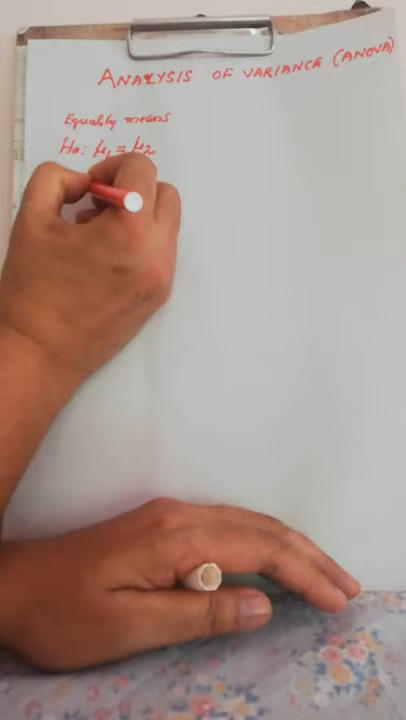 ANALYSIS OF VARIANCE (ANOVA)
Equality means
H₀: μ₁ = μ₂